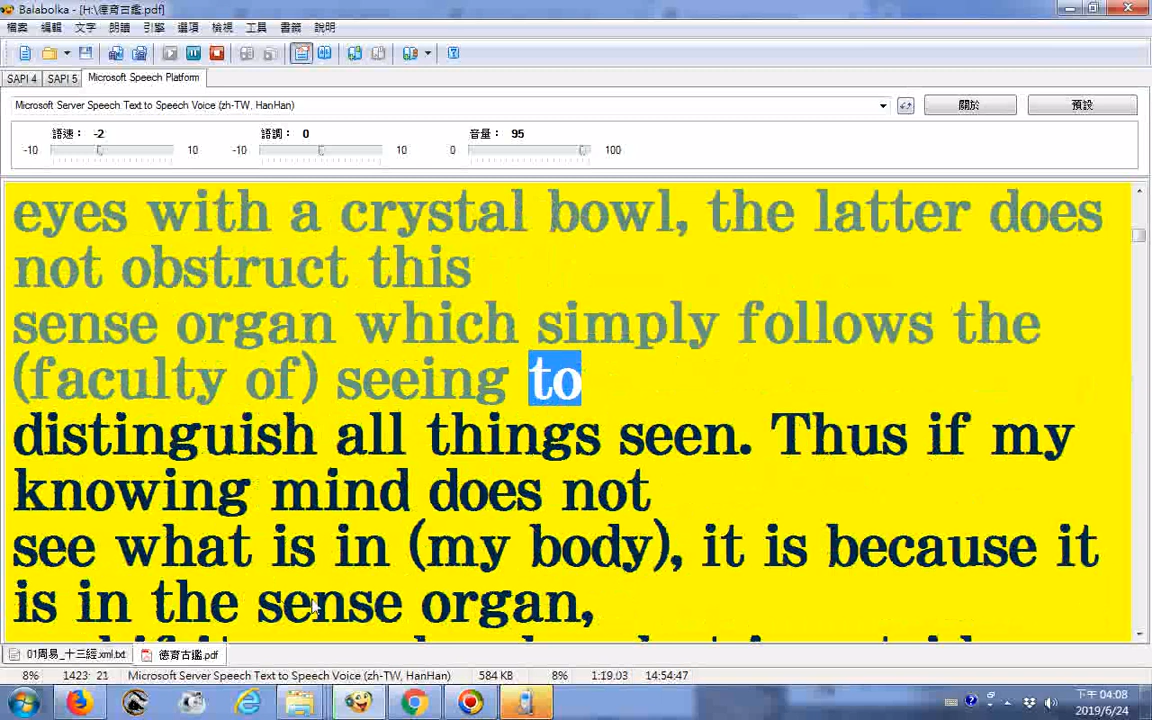 Balabolka - [H:\德育古鑑.pdf]
檔案 編輯 文字 朗讀 引擎 選項 檢視 工具 書籤 說明
SAPI 4 SAPI 5 Microsoft Speech Platform
Microsoft Server Speech Text to Speech Voice (zh-TW, HanHan) 關於 預設
語速： -2 語調： 0 音量： 95
-10 10 -10 10 0 100
eyes with a crystal bowl, the latter does
not obstruct this
sense organ which simply follows the
(faculty of) seeing to
distinguish all things seen. Thus if my
knowing mind does not
see what is in (my body), it is because it
is in the sense organ,
01周易_十三經.xml.txt 德育古鑑.pdf
8% 1423: 21 Microsoft Server Speech Text to Speech Voice (zh-TW, HanHan) 584 KB 8% 1:19.03 14:54:47
下午 04:08
2019/6/24